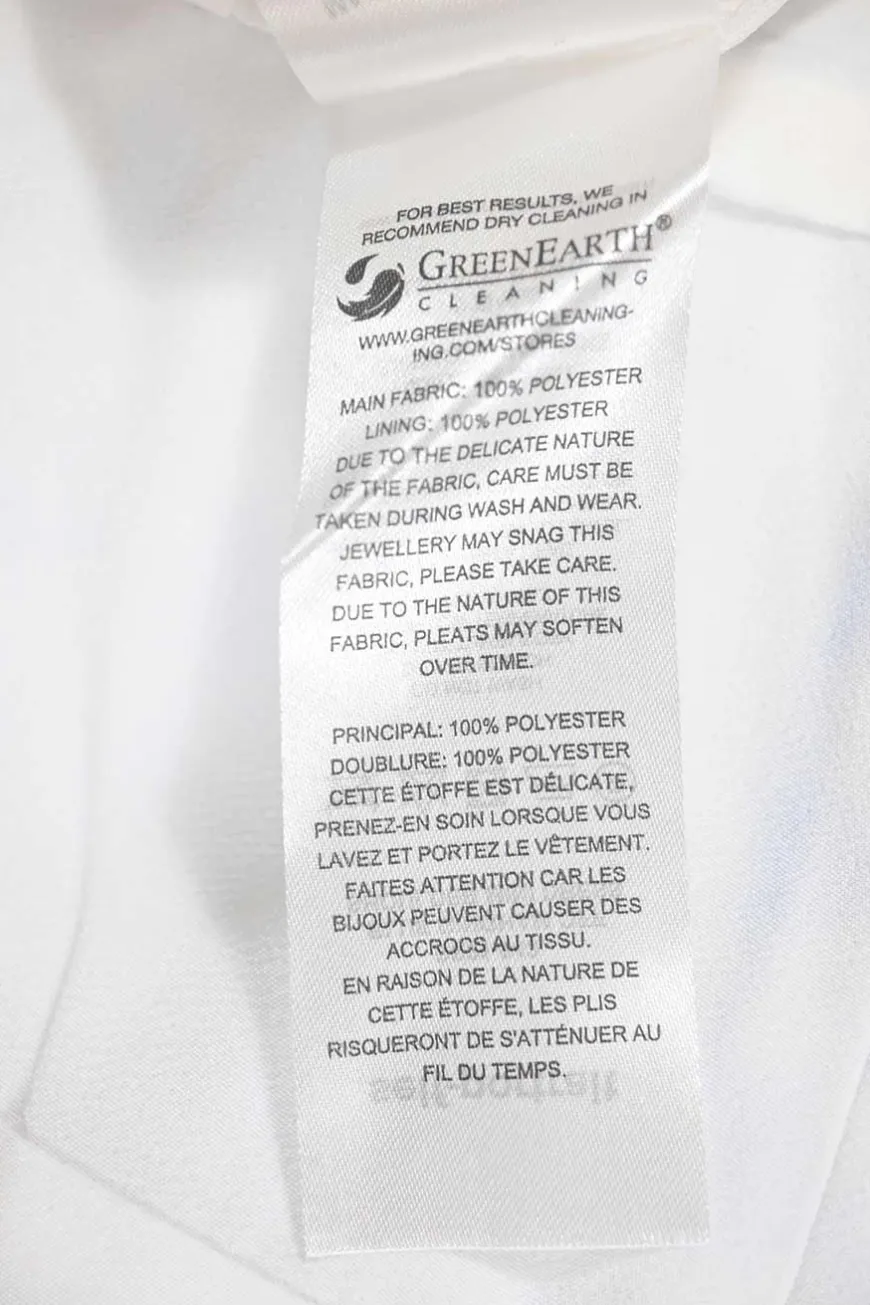 FOR BEST RESULTS, WE
RECOMMEND DRY CLEANING IN
GREENEARTH®
CLEANING
WWW.GREENEARTHCLEANING-
ING.COM/STORES
MAIN FABRIC: 100% POLYESTER
LINING: 100% POLYESTER
DUE TO THE DELICATE NATURE
OF THE FABRIC, CARE MUST BE
TAKEN DURING WASH AND WEAR.
JEWELLERY MAY SNAG THIS
FABRIC, PLEASE TAKE CARE.
DUE TO THE NATURE OF THIS
FABRIC, PLEATS MAY SOFTEN
OVER TIME.
PRINCIPAL: 100% POLYESTER
DOUBLURE: 100% POLYESTER
CETTE ÉTOFFE EST DÉLICATE,
PRENEZ-EN SOIN LORSQUE VOUS
LAVEZ ET PORTEZ LE VÊTEMENT.
FAITES ATTENTION CAR LES
BIJOUX PEUVENT CAUSER DES
ACCROCS AU TISSU.
EN RAISON DE LA NATURE DE
CETTE ÉTOFFE, LES PLIS
RISQUERONT DE S'ATTÉNUER AU
FIL DU TEMPS.
self-portrait